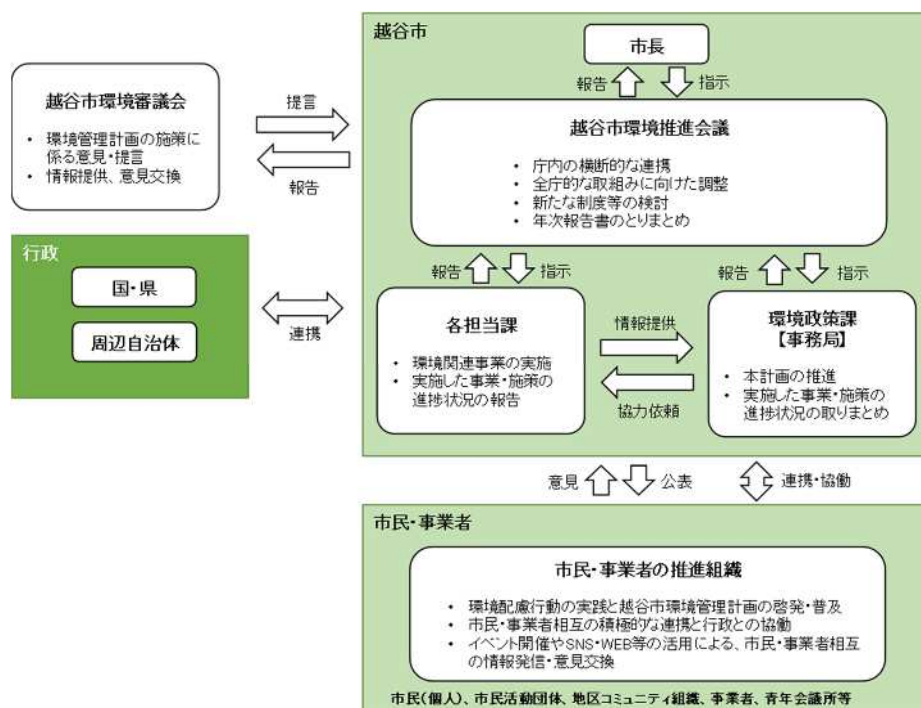 越谷市
市長
報告
指示
越谷市環境審議会
・ 環境管理計画の施策に
係る意見・提言
・ 情報提供、意見交換
提言
報告
越谷市環境推進会議
・ 庁内の横断的な連携
・ 全庁的な取組みに向けた調整
・ 新たな制度等の検討
・ 年次報告書のとりまとめ
行政
国・県
周辺自治体
連携
報告
指示
報告
指示
各担当課
・ 環境関連事業の実施
・ 実施した事業・施策の
進捗状況の報告
情報提供
協力依頼
環境政策課
【事務局】
・ 本計画の推進
・ 実施した事業・施策の
進捗状況の取りまとめ
意見
公表
連携・協働
市民・事業者
市民・事業者の推進組織
・ 環境配慮行動の実践と越谷市環境管理計画の啓発・普及
・ 市民・事業者相互の積極的な連携と行政との協働
・ イベント開催やSNS・WEB等の活用による、市民・事業者相互
の情報発信・意見交換
市民(個人)、市民活動団体、地区コミュニティ組織、事業者、青年会議所等